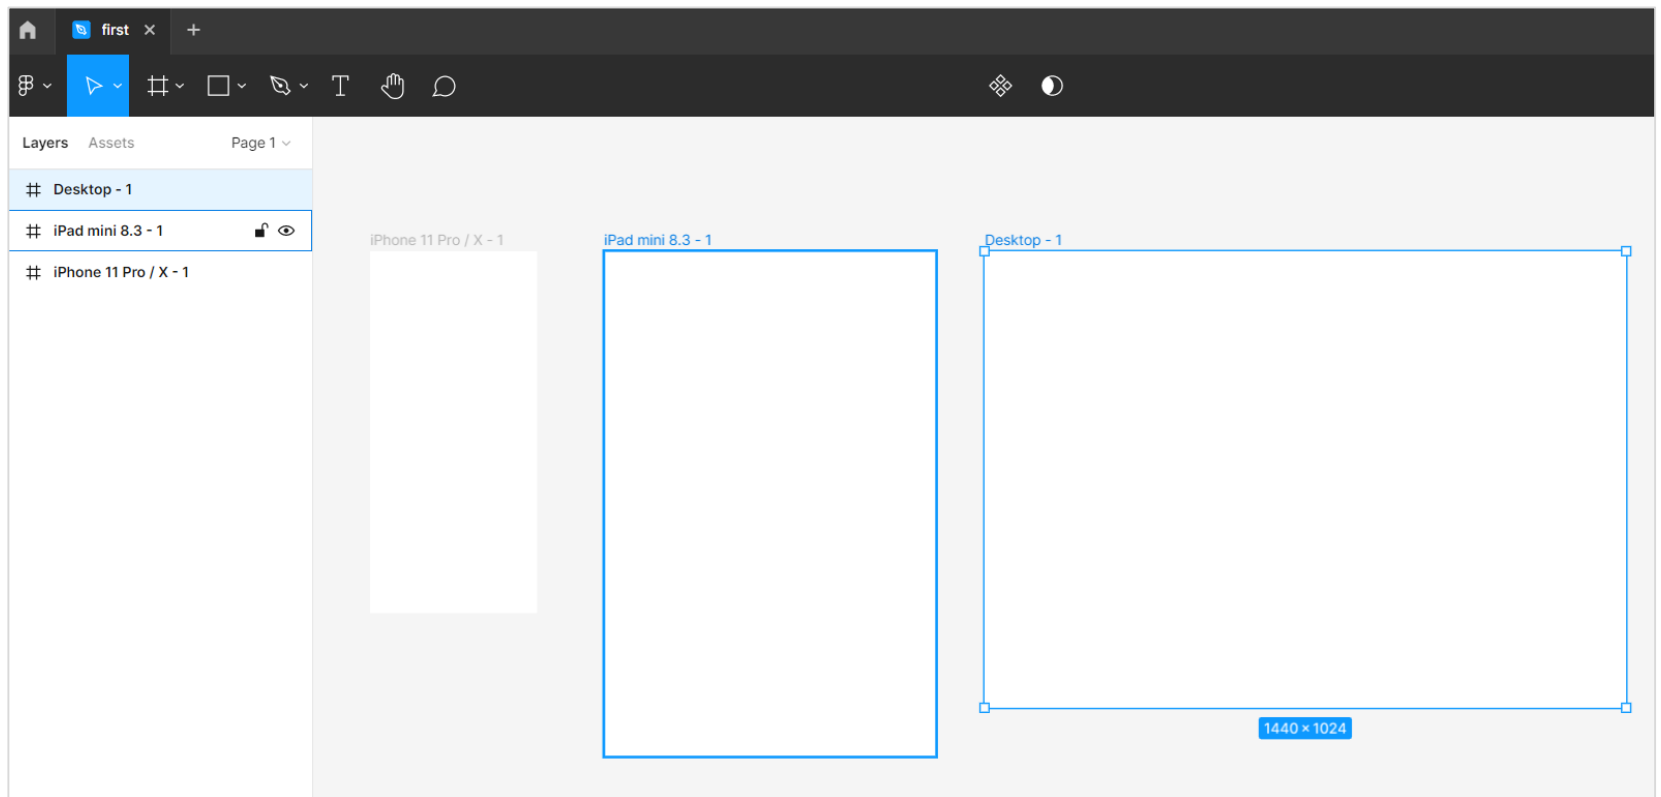 first
Layers Assets Page 1
Desktop - 1
iPad mini 8.3 - 1
iPhone 11 Pro / X - 1
iPhone 11 Pro / X - 1
iPad mini 8.3 - 1
Desktop - 1
1440 × 1024